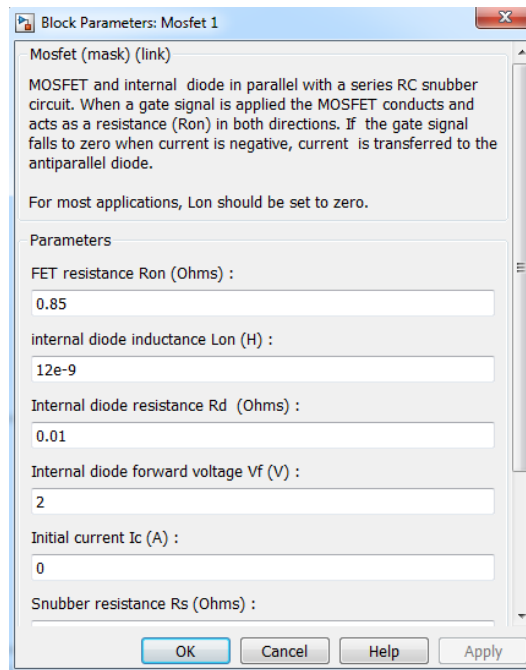 Block Parameters: Mosfet 1
Mosfet (mask) (link)
MOSFET and internal diode in parallel with a series RC snubber
circuit. When a gate signal is applied the MOSFET conducts and
acts as a resistance (Ron) in both directions. If the gate signal
falls to zero when current is negative, current is transferred to the
antiparallel diode.
For most applications, Lon should be set to zero.
Parameters
FET resistance Ron (Ohms) :
0.85
internal diode inductance Lon (H) :
12e-9
Internal diode resistance Rd (Ohms) :
0.01
Internal diode forward voltage Vf (V) :
2
Initial current Ic (A) :
0
Snubber resistance Rs (Ohms) :
OK Cancel Help Apply